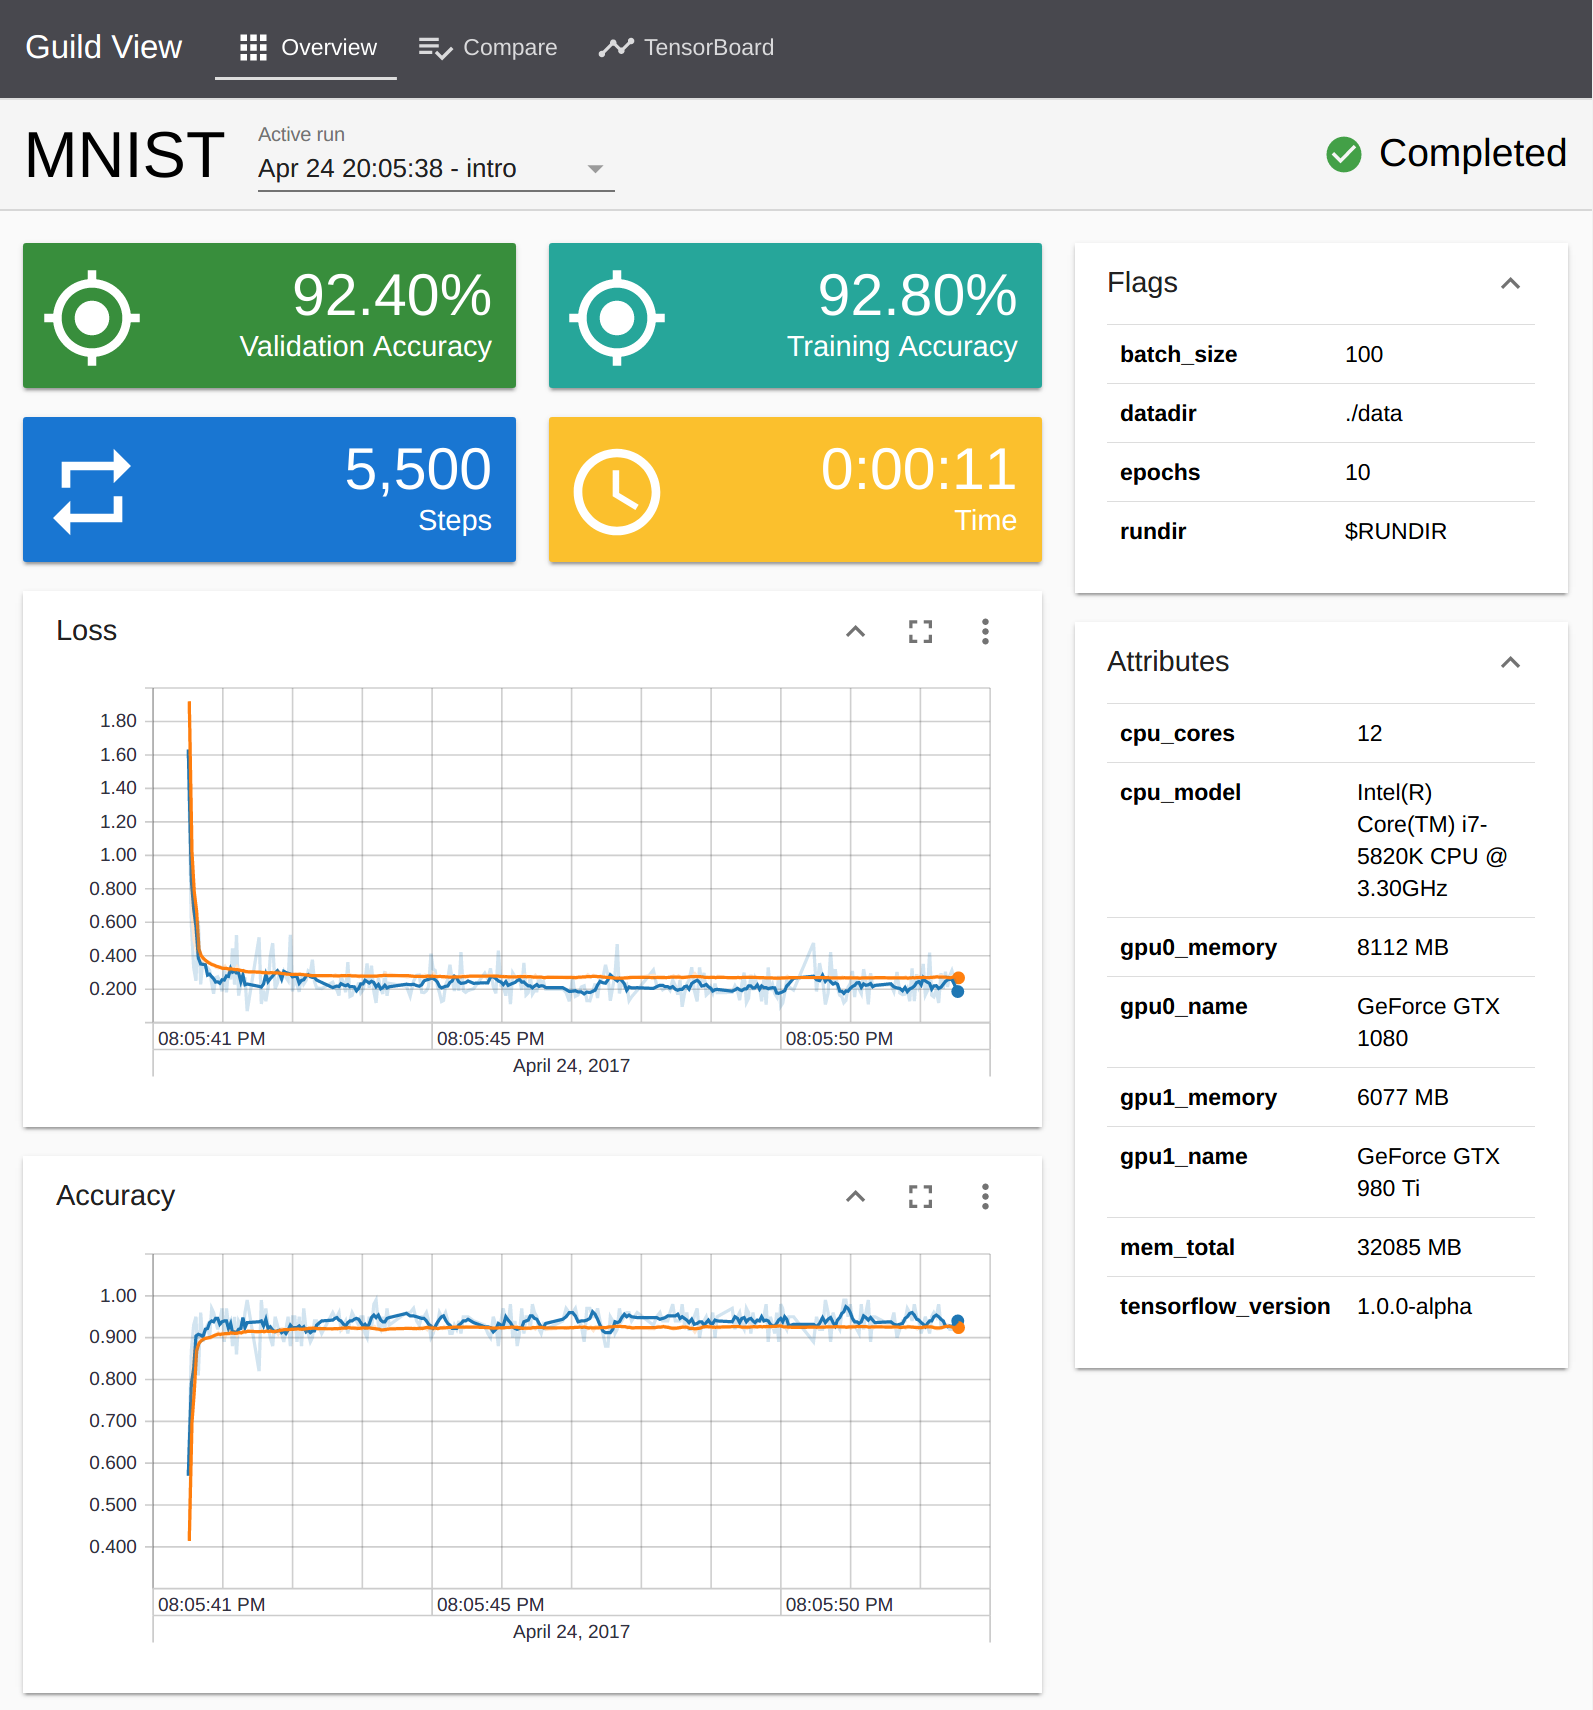 Guild View
Overview
Compare
TensorBoard
MNIST
Active run
Apr 24 20:05:38 - intro
Completed
92.40%
Validation Accuracy
92.80%
Training Accuracy
5,500
Steps
0:00:11
Time
Loss
1.80
1.60
1.40
1.20
1.00
0.800
0.600
0.400
0.200
08:05:41 PM
08:05:45 PM
08:05:50 PM
April 24, 2017
Accuracy
1.00
0.900
0.800
0.700
0.600
0.500
0.400
08:05:41 PM
08:05:45 PM
08:05:50 PM
April 24, 2017
Flags
batch_size 100
datadir ./data
epochs 10
rundir $RUNDIR
Attributes
cpu_cores 12
cpu_model Intel(R)
Core(TM) i7-
5820K CPU @
3.30GHz
gpu0_memory 8112 MB
gpu0_name GeForce GTX
1080
gpu1_memory 6077 MB
gpu1_name GeForce GTX
980 Ti
mem_total 32085 MB
tensorflow_version 1.0.0-alpha